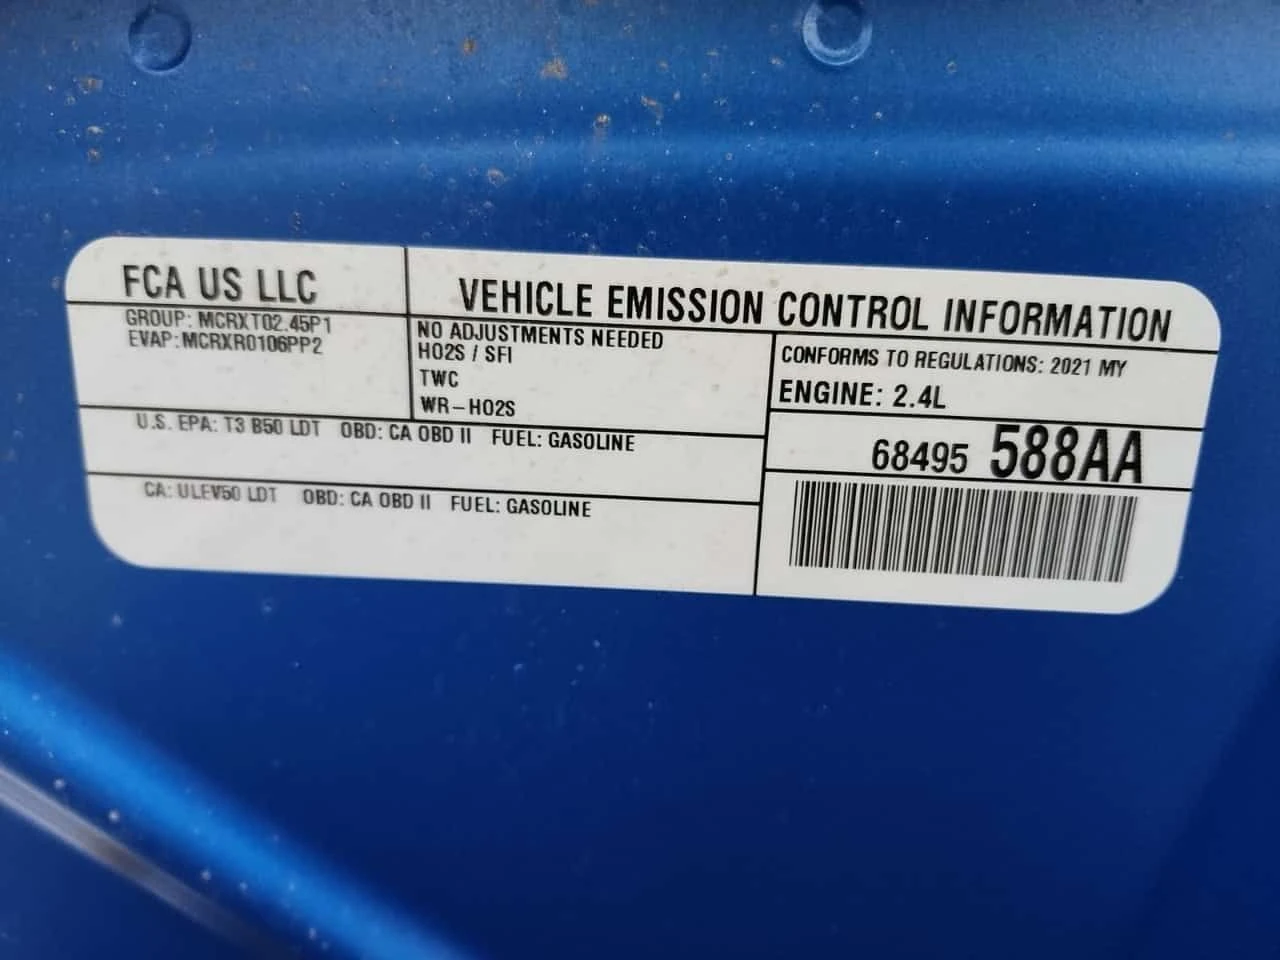 FCA US LLC
VEHICLE EMISSION CONTROL INFORMATION
GROUP: MCRXT02.45P1
EVAP:MCRXR0106PP2
NO ADJUSTMENTS NEEDED
HO2S / SFI
TWC
WR-HO2S
CONFORMS TO REGULATIONS: 2021 MY
ENGINE: 2.4L
U.S. EPA: T3 B50 LDT OBD: CA OBD II FUEL: GASOLINE
68495 588AA
CA: ULEV50 LDT OBD: CA OBD II FUEL: GASOLINE